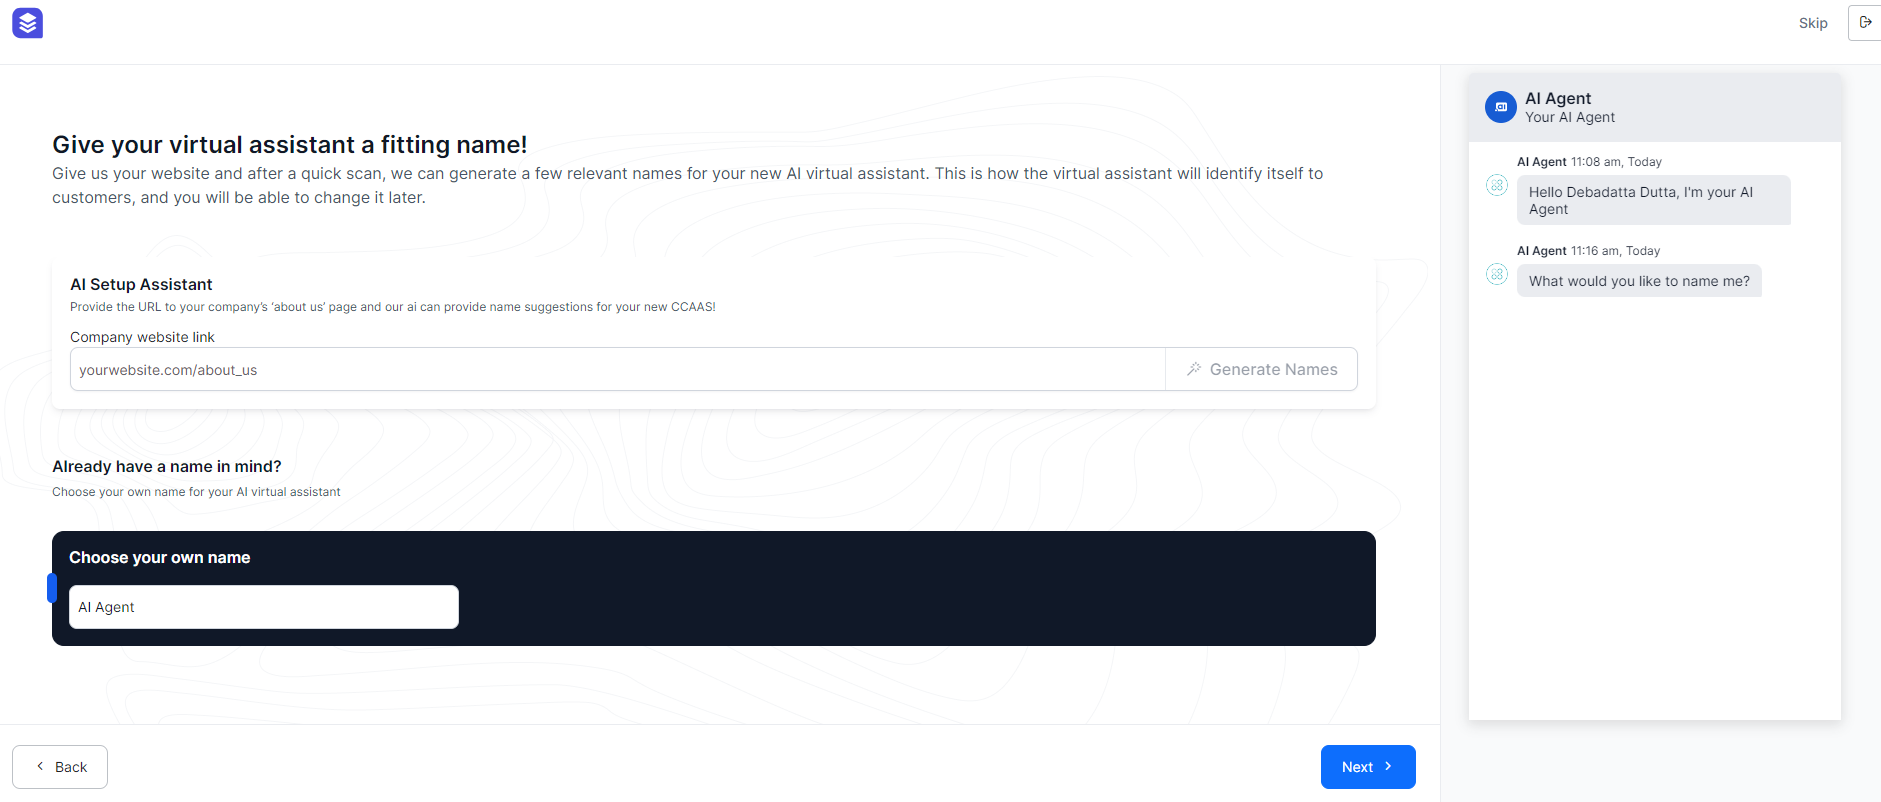 Skip
Give your virtual assistant a fitting name!
Give us your website and after a quick scan, we can generate a few relevant names for your new AI virtual assistant. This is how the virtual assistant will identify itself to
customers, and you will be able to change it later.
AI Setup Assistant
Provide the URL to your company’s ‘about us’ page and our ai can provide name suggestions for your new CCAAS!
Company website link
yourwebsite.com/about_us
Generate Names
Already have a name in mind?
Choose your own name for your AI virtual assistant
Choose your own name
AI Agent
Back
Next
AI Agent
Your AI Agent
AI Agent 11:08 am, Today
Hello Debadatta Dutta, I'm your AI
Agent
AI Agent 11:16 am, Today
What would you like to name me?